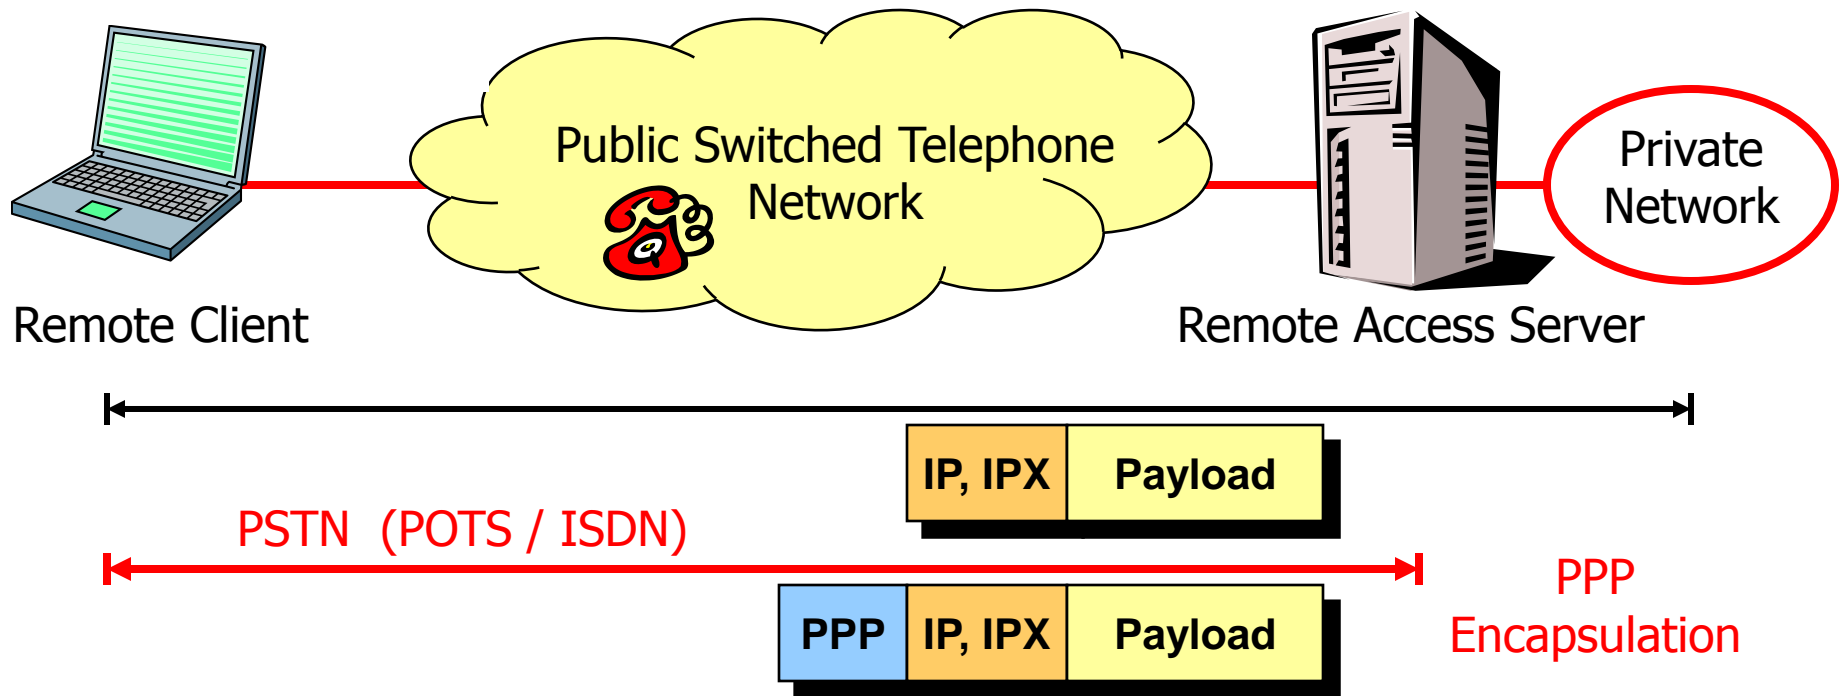 Public Switched Telephone
Network
Private
Network
Remote Client
Remote Access Server
IP, IPX
Payload
PSTN (POTS / ISDN)
PPP
IP, IPX
Payload
PPP
Encapsulation